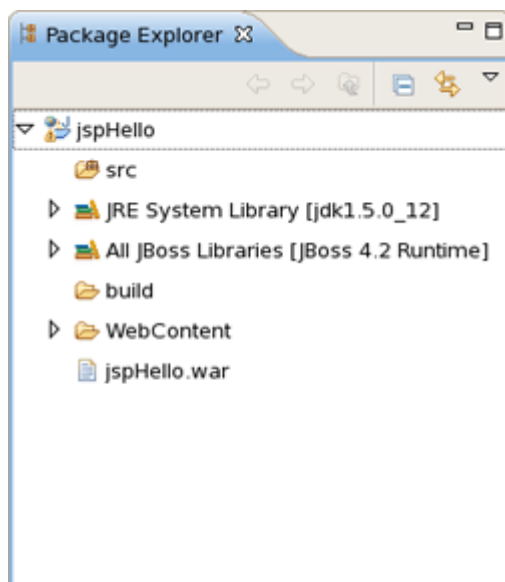 Package Explorer
jspHello
src
JRE System Library [jdk1.5.0_12]
All JBoss Libraries [JBoss 4.2 Runtime]
build
WebContent
jspHello.war